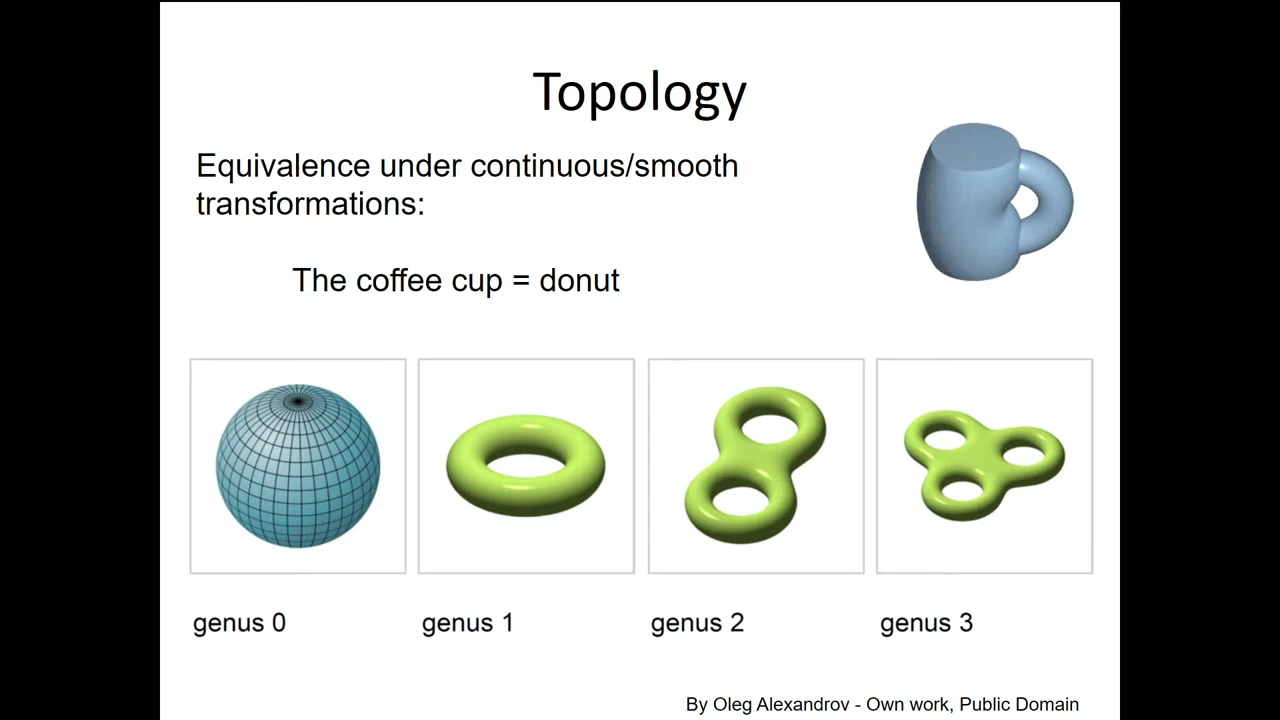 Topology
Equivalence under continuous/smooth
transformations:
The coffee cup = donut
genus 0
genus 1
genus 2
genus 3
By Oleg Alexandrov - Own work, Public Domain